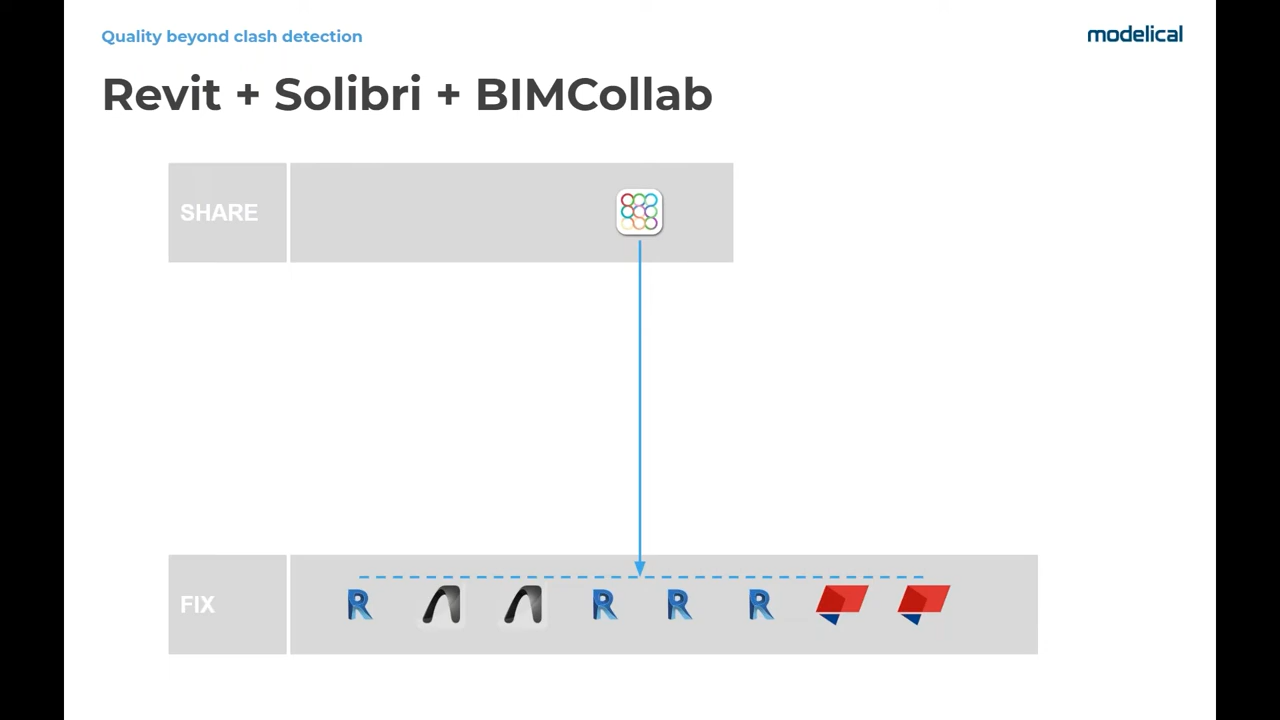 Quality beyond clash detection
modelical
Revit + Solibri + BIMCollab
SHARE
FIX
R
R
R
R